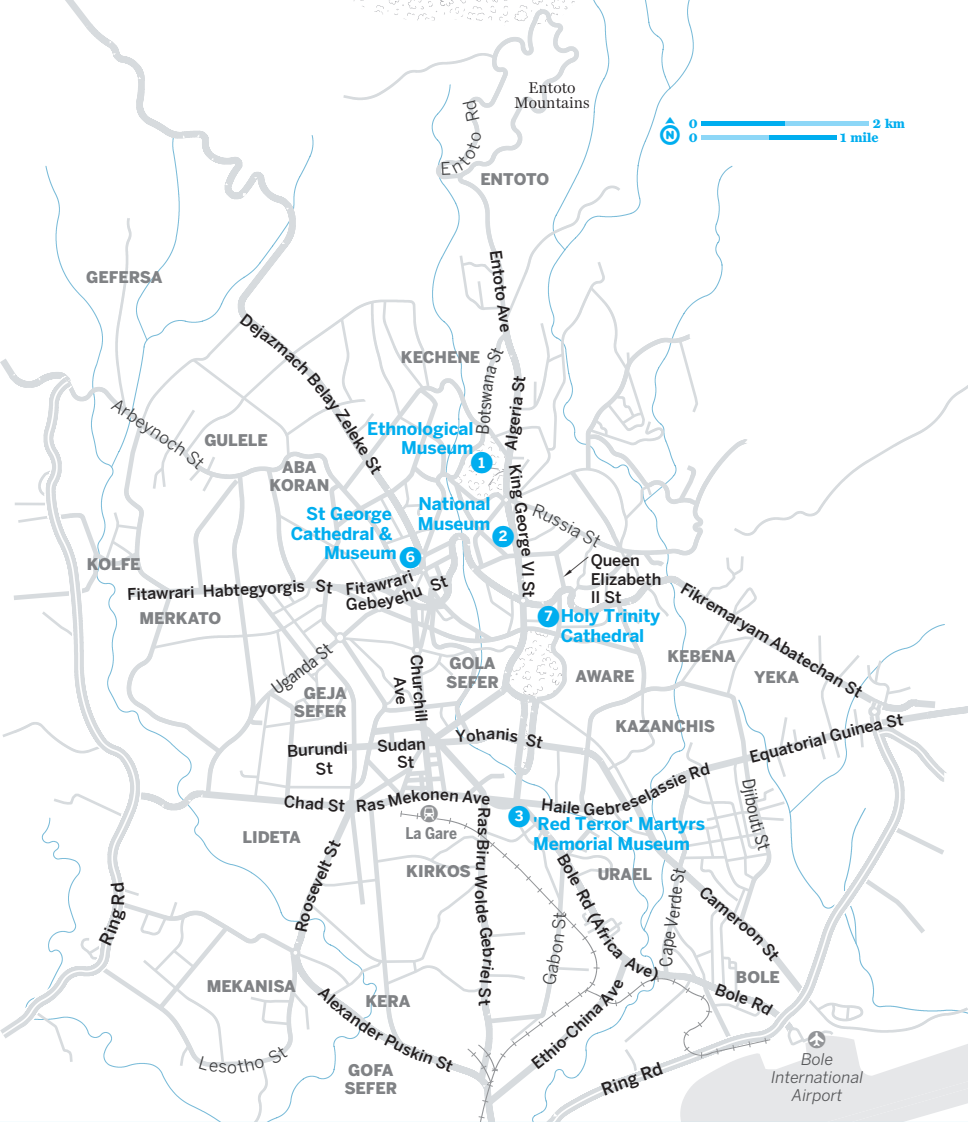 Entoto
Mountains
Entoto Rd
0
2 km
N
0
1 mile
ENTOTO
GEFERSA
Entoto Ave
Dejazmach Belay Zeleke St
KECHENE
Botswana St
Algeria St
Arbeynoch St
GULELE
Ethnological
Museum
1
ABA
KORAN
King George VI St
National
Museum
2
Russia St
St George
Cathedral &
Museum
6
KOLFE
Queen
Elizabeth
II St
Fitawrari Habtegyorgis St
Fitawrari
Gebeyehu St
Fikremaryam Abatechan St
MERKATO
7
Holy Trinity
Cathedral
Uganda St
Churchill
Ave
GOLA
SEFER
AWARE
KEBENA
YEKA
GEJA
SEFER
KAZANCHIS
Burundi
St
Sudan
St
Yohanis St
Equatorial Guinea St
Haile Gebreselassie Rd
Djibouti St
Chad St
Ras Mekonen Ave
3
'Red Terror' Martyrs
Memorial Museum
La Gare
LIDETA
Roosevelt St
KIRKOS
Ras Biru Wolde Gebriel St
Bole Rd (Africa Ave)
URAEL
Cape Verde St
Cameroon St
Ring Rd
Gabon St
MEKANISA
KERA
BOLE
Bole Rd
Alexander Puskin St
Ethio-China Ave
Lesotho St
GOFA
SEFER
Ring Rd
Bole
International
Airport